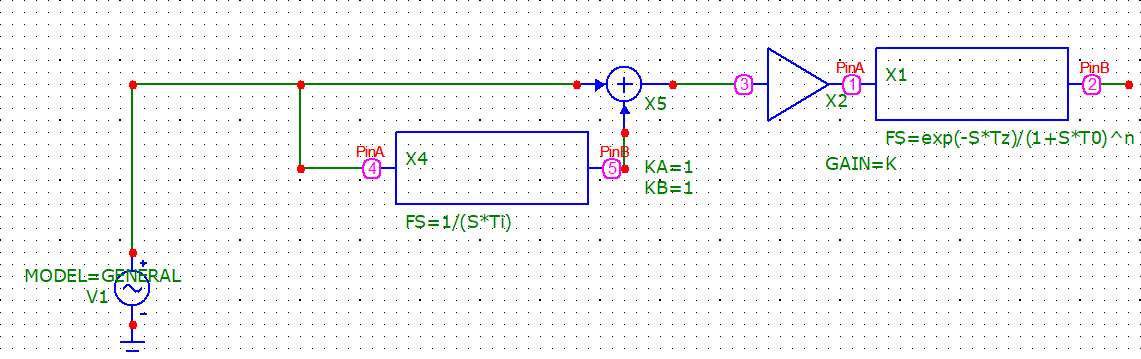 PinA
PinB
X1
3
1
2
X5
X2
FS=exp(-S*Tz)/(1+S*T0)^n
PinA
X4
PinB
4
5
KA=1
GAIN=K
KB=1
FS=1/(S*Ti)
+
MODEL=GENERAL
V1
-